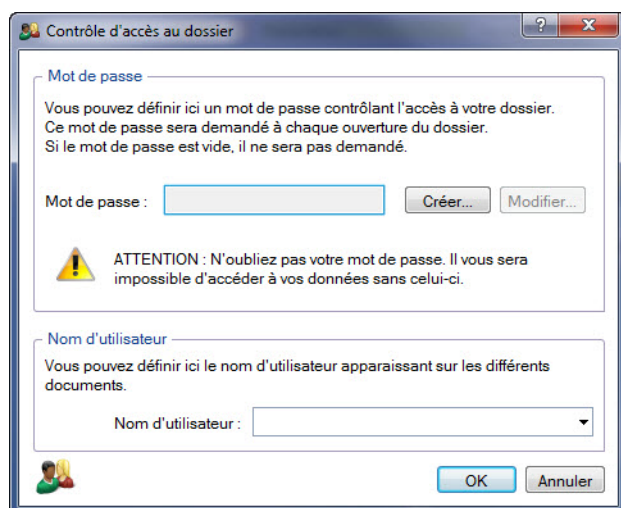 Contrôle d'accès au dossier
Mot de passe
Vous pouvez définir ici un mot de passe contrôlant l'accès à votre dossier.
Ce mot de passe sera demandé à chaque ouverture du dossier.
Si le mot de passe est vide, il ne sera pas demandé.
Mot de passe : Créer... Modifier...
ATTENTION : N'oubliez pas votre mot de passe. Il vous sera
impossible d'accéder à vos données sans celui-ci.
Nom d'utilisateur
Vous pouvez définir ici le nom d'utilisateur apparaissant sur les différents
documents.
Nom d'utilisateur :
OK Annuler